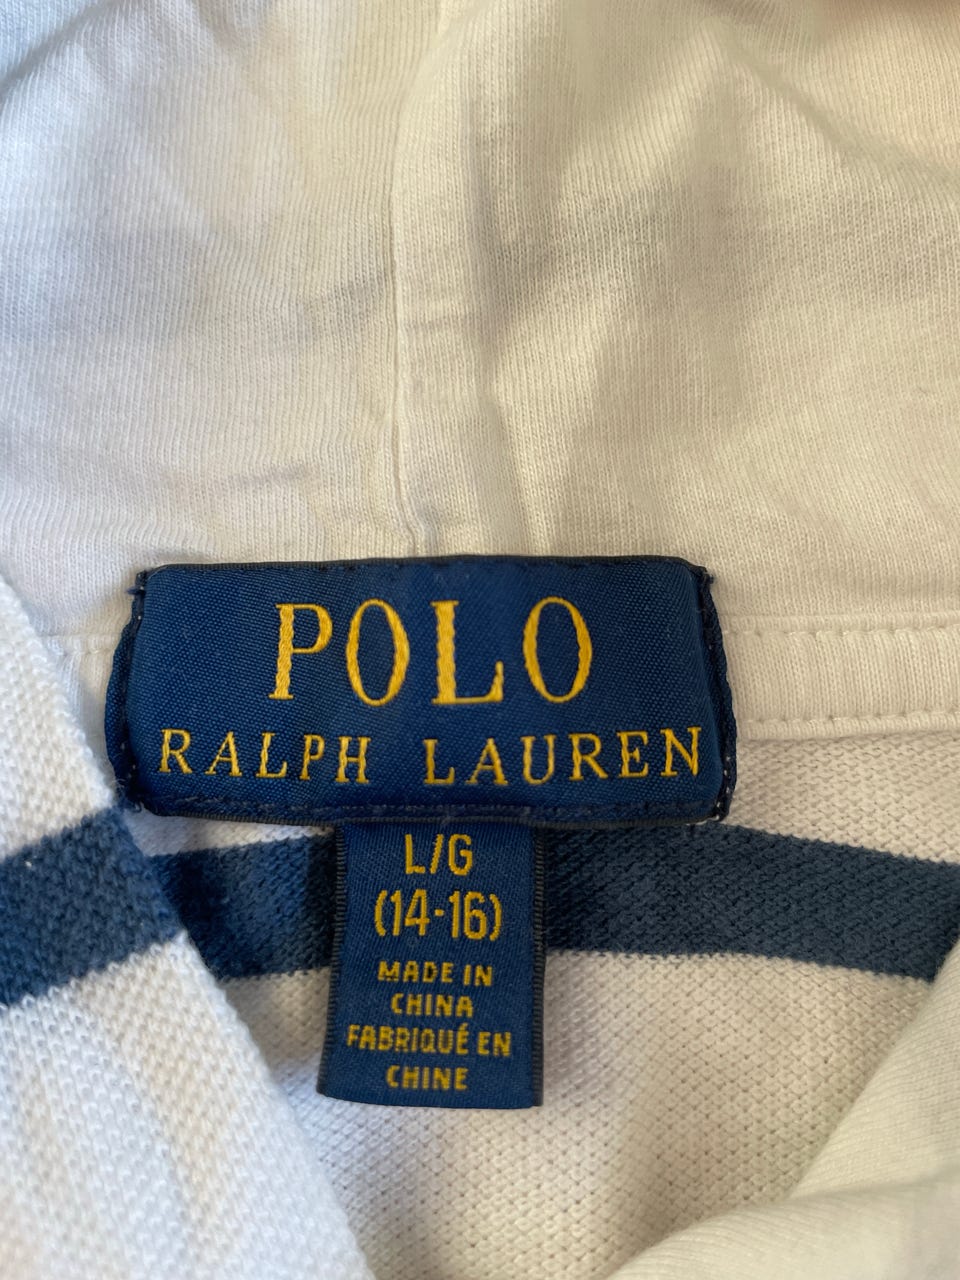 POLO
RALPH LAUREN
L/G
(14-16)
MADE IN
CHINA
FABRIQUÉ EN
CHINE